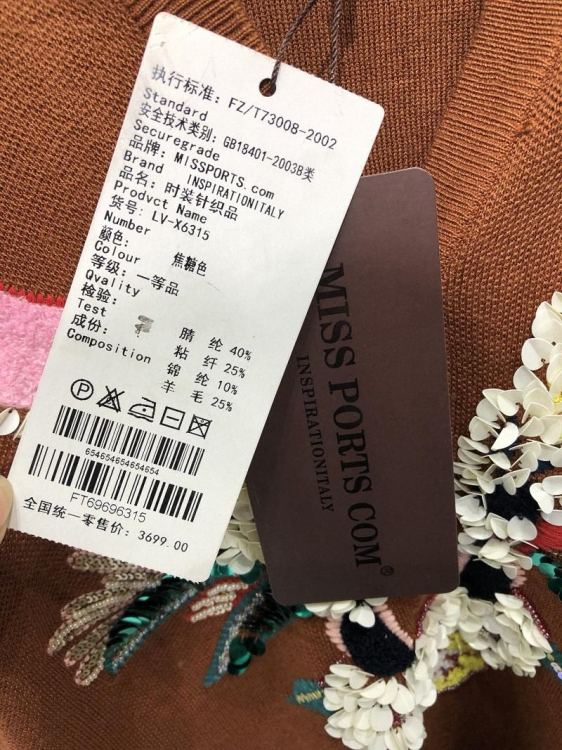 执行标准: FZ/T73008-2002
Standard
安全技术类别: GB18401-2003B类
Securegrade
品牌: MISSPORTS.com
Brand INSPIRATIONITALY
品名: 时装针织品
Prodvct Name
货号: LV-X6315
Number
颜色: 焦糖色
Colour
等级: 一等品
Qvality
检验:
Test
成份: 腈纶 40%
Composition 粘纤 25%
锦纶 10%
羊毛 25%
P
654654654654654
FT69696315
全国统一零售价: 3699.00
MISS PORTS COM®
INSPIRATIONITALY